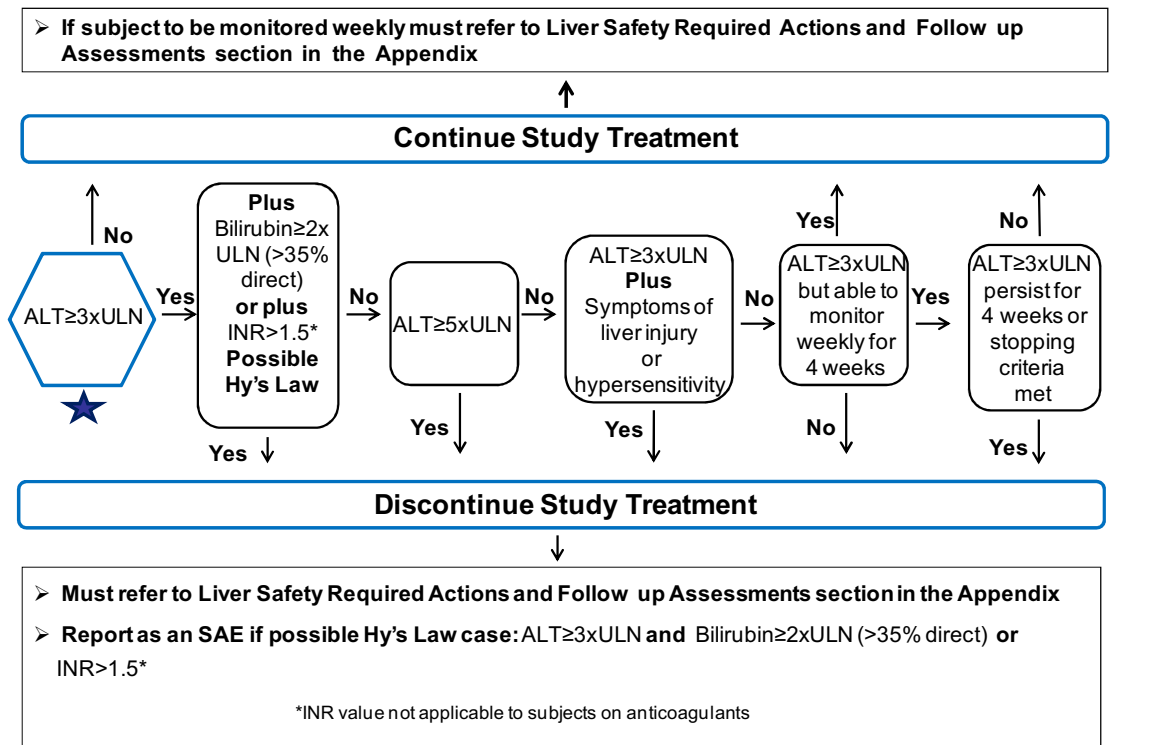 ➢ If subject to be monitored weekly must refer to Liver Safety Required Actions and Follow up
Assessments section in the Appendix
Continue Study Treatment
No
ALT≥3xULN
Yes
Plus
Bilirubin≥2x
ULN (>35%
direct)
or plus
INR>1.5*
Possible
Hy's Law
Yes
No
ALT≥5xULN
Yes
No
ALT≥3xULN
Plus
Symptoms of
liver injury
or
hypersensitivity
Yes
No
Yes
ALT≥3xULN
but able to
monitor
weekly for
4 weeks
No
Yes
No
ALT≥3xULN
persist for
4 weeks or
stopping
criteria
met
Yes
Discontinue Study Treatment
➢ Must refer to Liver Safety Required Actions and Follow up Assessments section in the Appendix
➢ Report as an SAE if possible Hy's Law case: ALT≥3xULN and Bilirubin≥2xULN (>35% direct) or
INR>1.5*
*INR value not applicable to subjects on anticoagulants